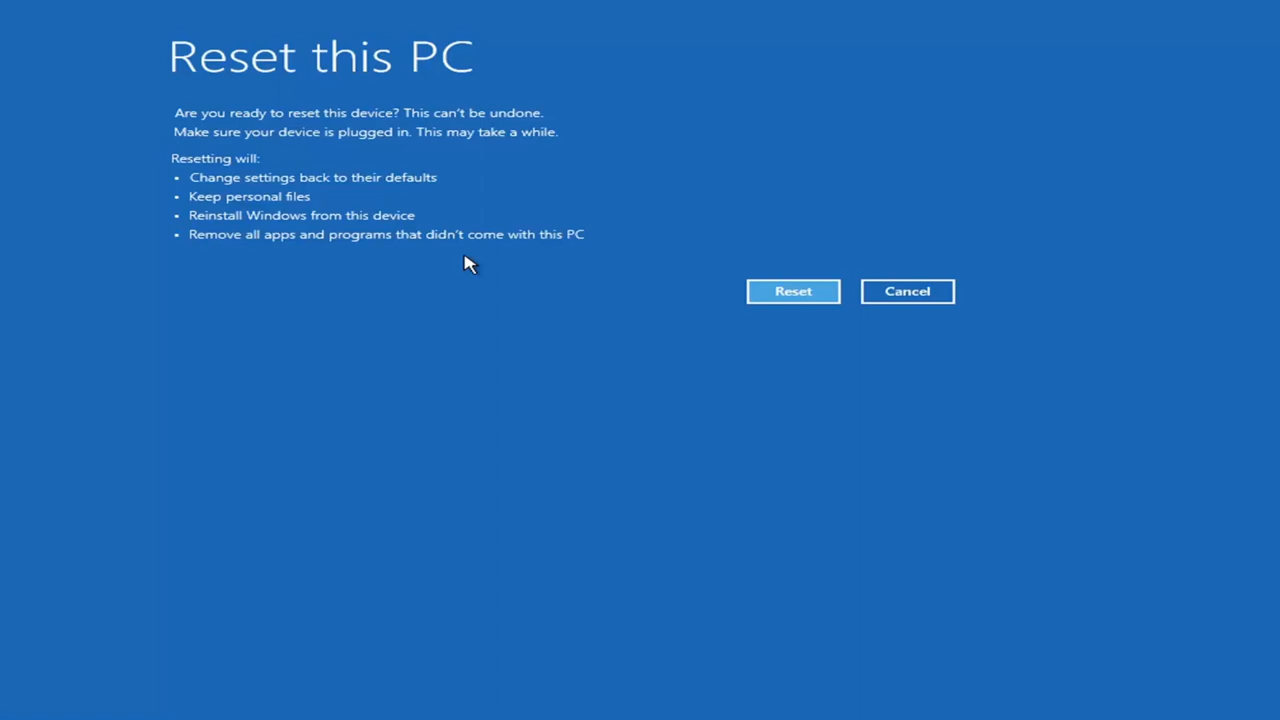 Reset this PC
Are you ready to reset this device? This can't be undone.
Make sure your device is plugged in. This may take a while.
Resetting will:
• Change settings back to their defaults
• Keep personal files
• Reinstall Windows from this device
• Remove all apps and programs that didn't come with this PC
Reset Cancel